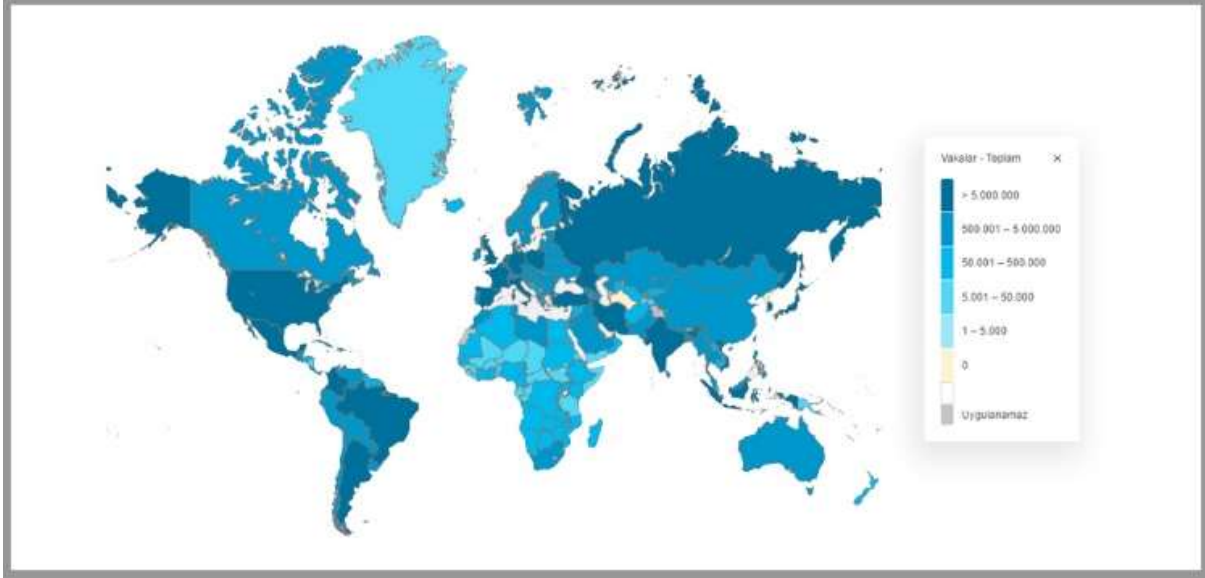 Vakalar - Toplam ×
> 5.000.000
500.001 – 5.000.000
50.001 – 500.000
5.001 – 50.000
1 – 5.000
0
Uygulanamaz